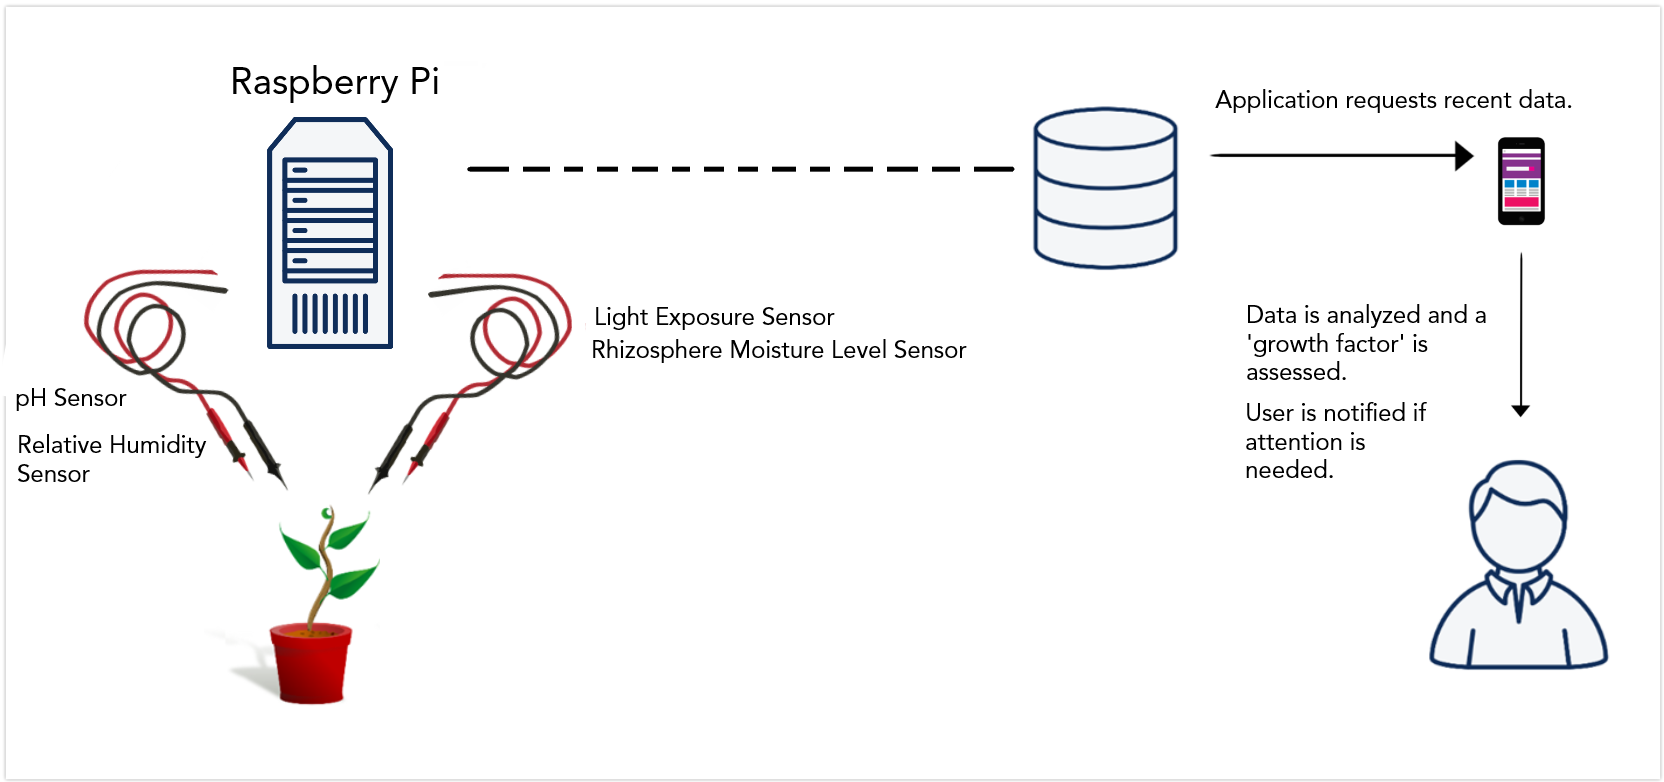 Raspberry Pi
Application requests recent data.
Light Exposure Sensor
Rhizosphere Moisture Level Sensor
pH Sensor
Relative Humidity
Sensor
Data is analyzed and a
'growth factor' is
assessed.
User is notified if
attention is
needed.